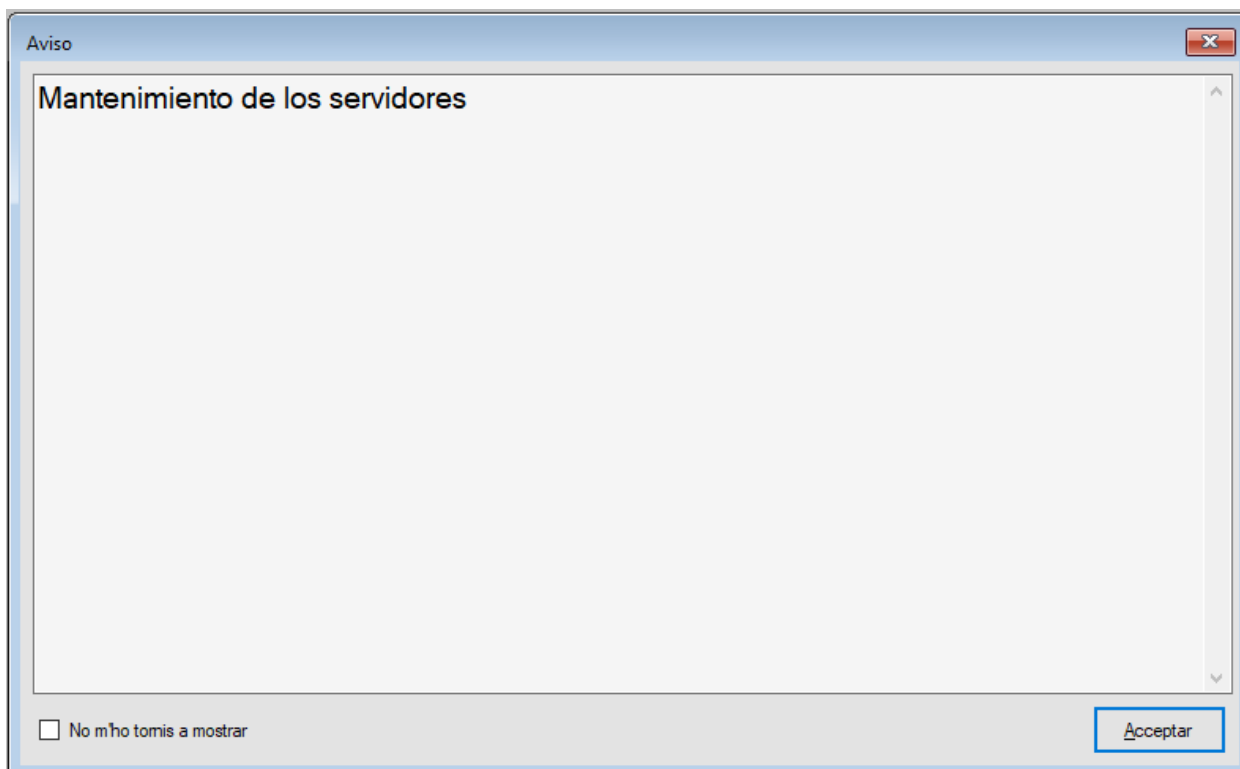 Aviso
Mantenimiento de los servidores
No m'ho tornis a mostrar
Acceptar